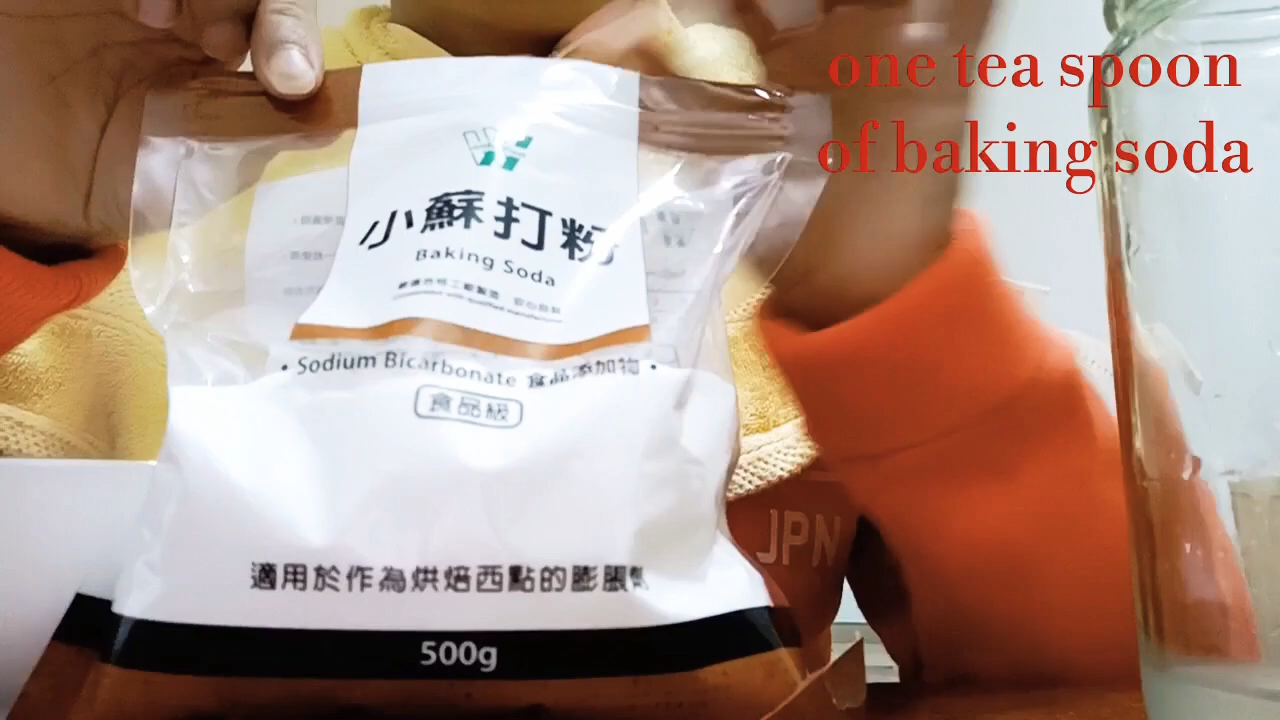 one tea spoon
of baking soda
小蘇打粉
Baking Soda
• Sodium Bicarbonate 食品添加物 •
食品級
適用於作為烘焙西點的膨脹劑
500g
JPN